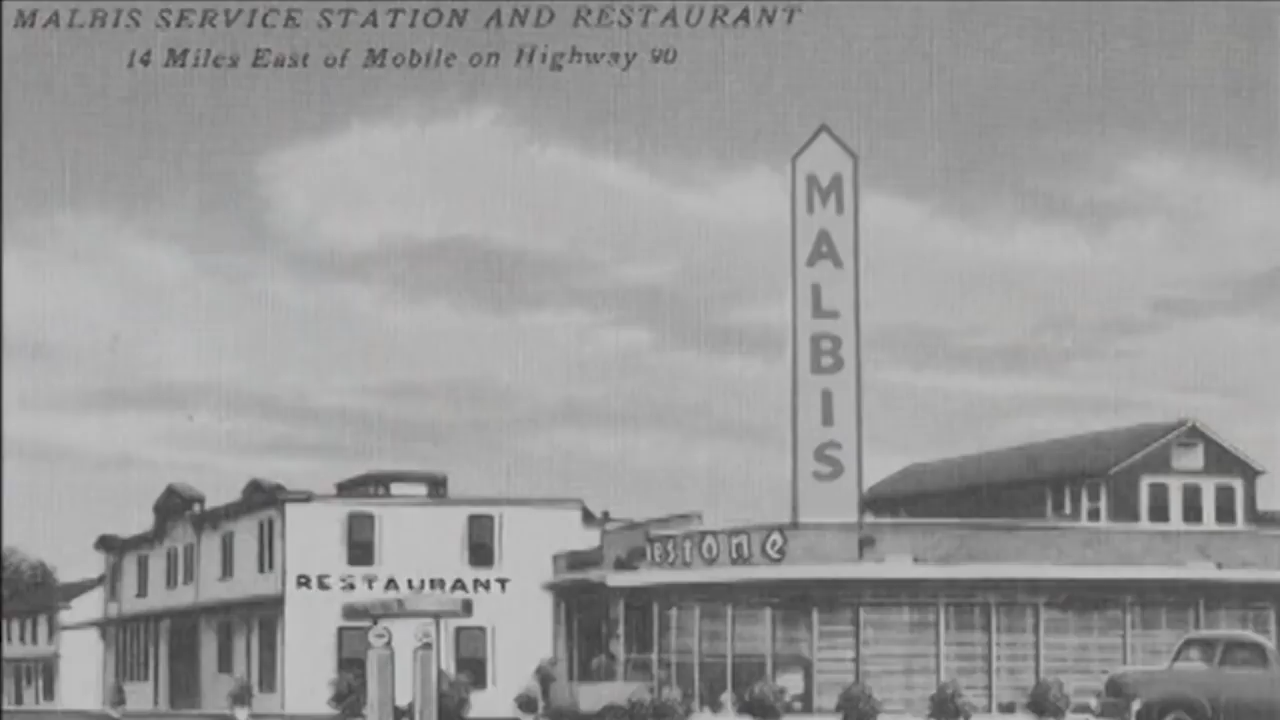 MALBIS SERVICE STATION AND RESTAURANT
14 Miles East of Mobile on Highway 90
MALBIS
estone
RESTAURANT